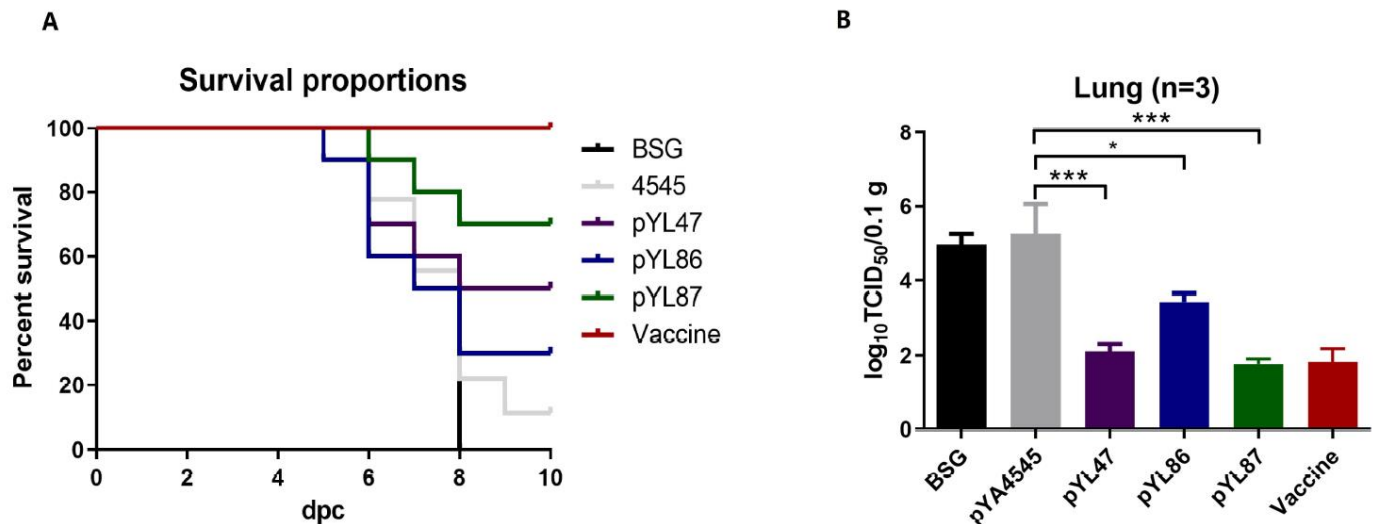 A
Survival proportions
Percent survival
100
80
60
40
20
0
0 2 4 6 8 10
dpc
BSG
4545
pYL47
pYL86
pYL87
Vaccine
B
Lung (n=3)
***
*
***
log₁₀TCID₅₀/0.1 g
8
6
4
2
0
BSG
pYA4545
pYL47
pYL86
pYL87
Vaccine